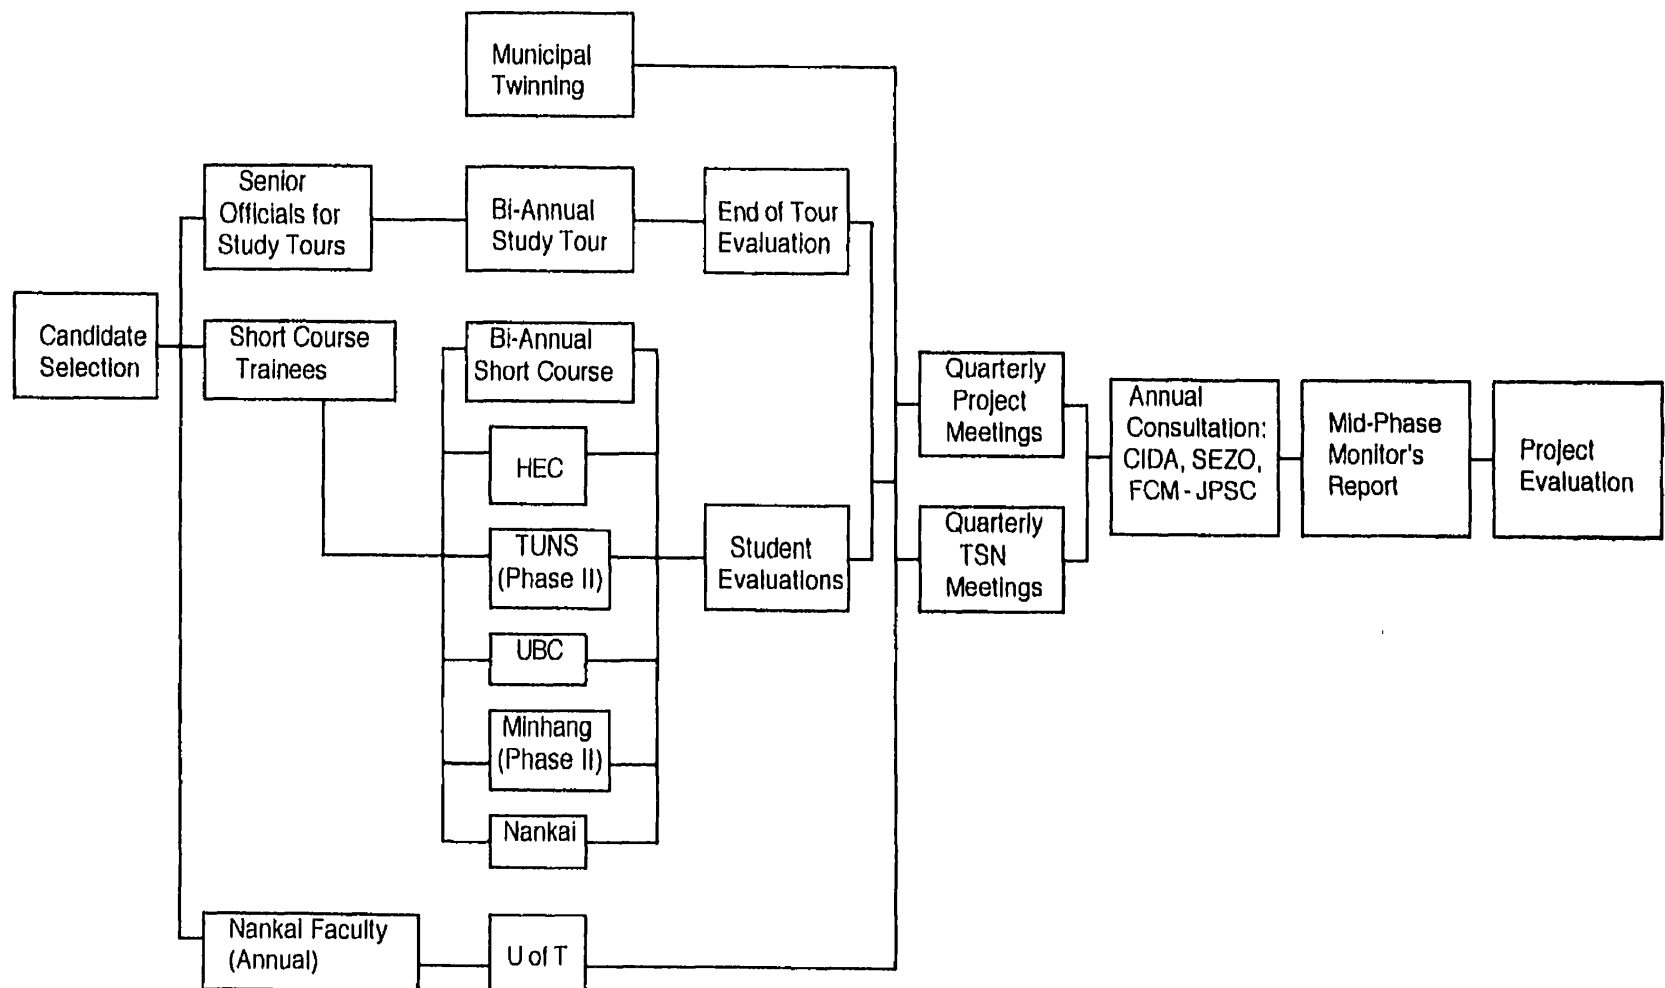 Municipal
Twinning
Senior
Officials for
Study Tours
Bi-Annual
Study Tour
End of Tour
Evaluation
Candidate
Selection
Short Course
Trainees
Bi-Annual
Short Course
HEC
TUNS
(Phase II)
UBC
Minhang
(Phase II)
Nankai
Student
Evaluations
Nankai Faculty
(Annual)
U of T
Quarterly
Project
Meetings
Quarterly
TSN
Meetings
Annual
Consultation:
CIDA, SEZO,
FCM - JPSC
Mid-Phase
Monitor's
Report
Project
Evaluation